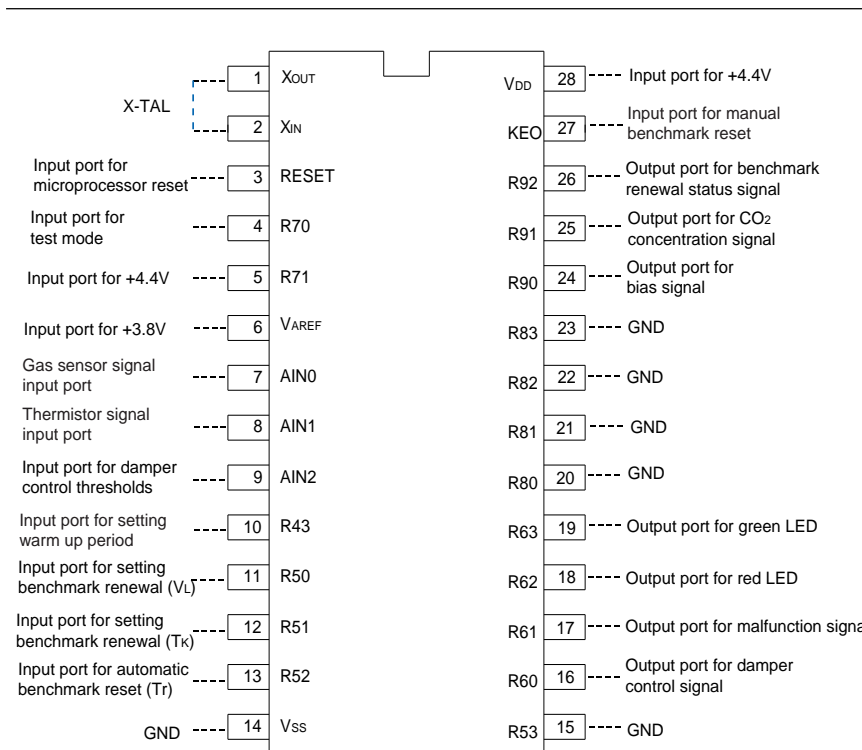 X-TAL
1 XOUT
2 XIN
Input port for
microprocessor reset
3 RESET
Input port for
test mode
4 R70
Input port for +4.4V
5 R71
Input port for +3.8V
6 VAREF
Gas sensor signal
input port
7 AIN0
Thermistor signal
input port
8 AIN1
Input port for damper
control thresholds
9 AIN2
Input port for setting
warm up period
10 R43
Input port for setting
benchmark renewal (VL)
11 R50
Input port for setting
benchmark renewal (TK)
12 R51
Input port for automatic
benchmark reset (Tr)
13 R52
GND
14 VSS
VDD 28
Input port for +4.4V
KEO 27
Input port for manual
benchmark reset
R92 26
Output port for benchmark
renewal status signal
R91 25
Output port for CO2
concentration signal
R90 24
Output port for
bias signal
R83 23 GND
R82 22 GND
R81 21 GND
R80 20 GND
R63 19 Output port for green LED
R62 18 Output port for red LED
R61 17 Output port for malfunction signa
R60 16
Output port for damper
control signal
R53 15 GND